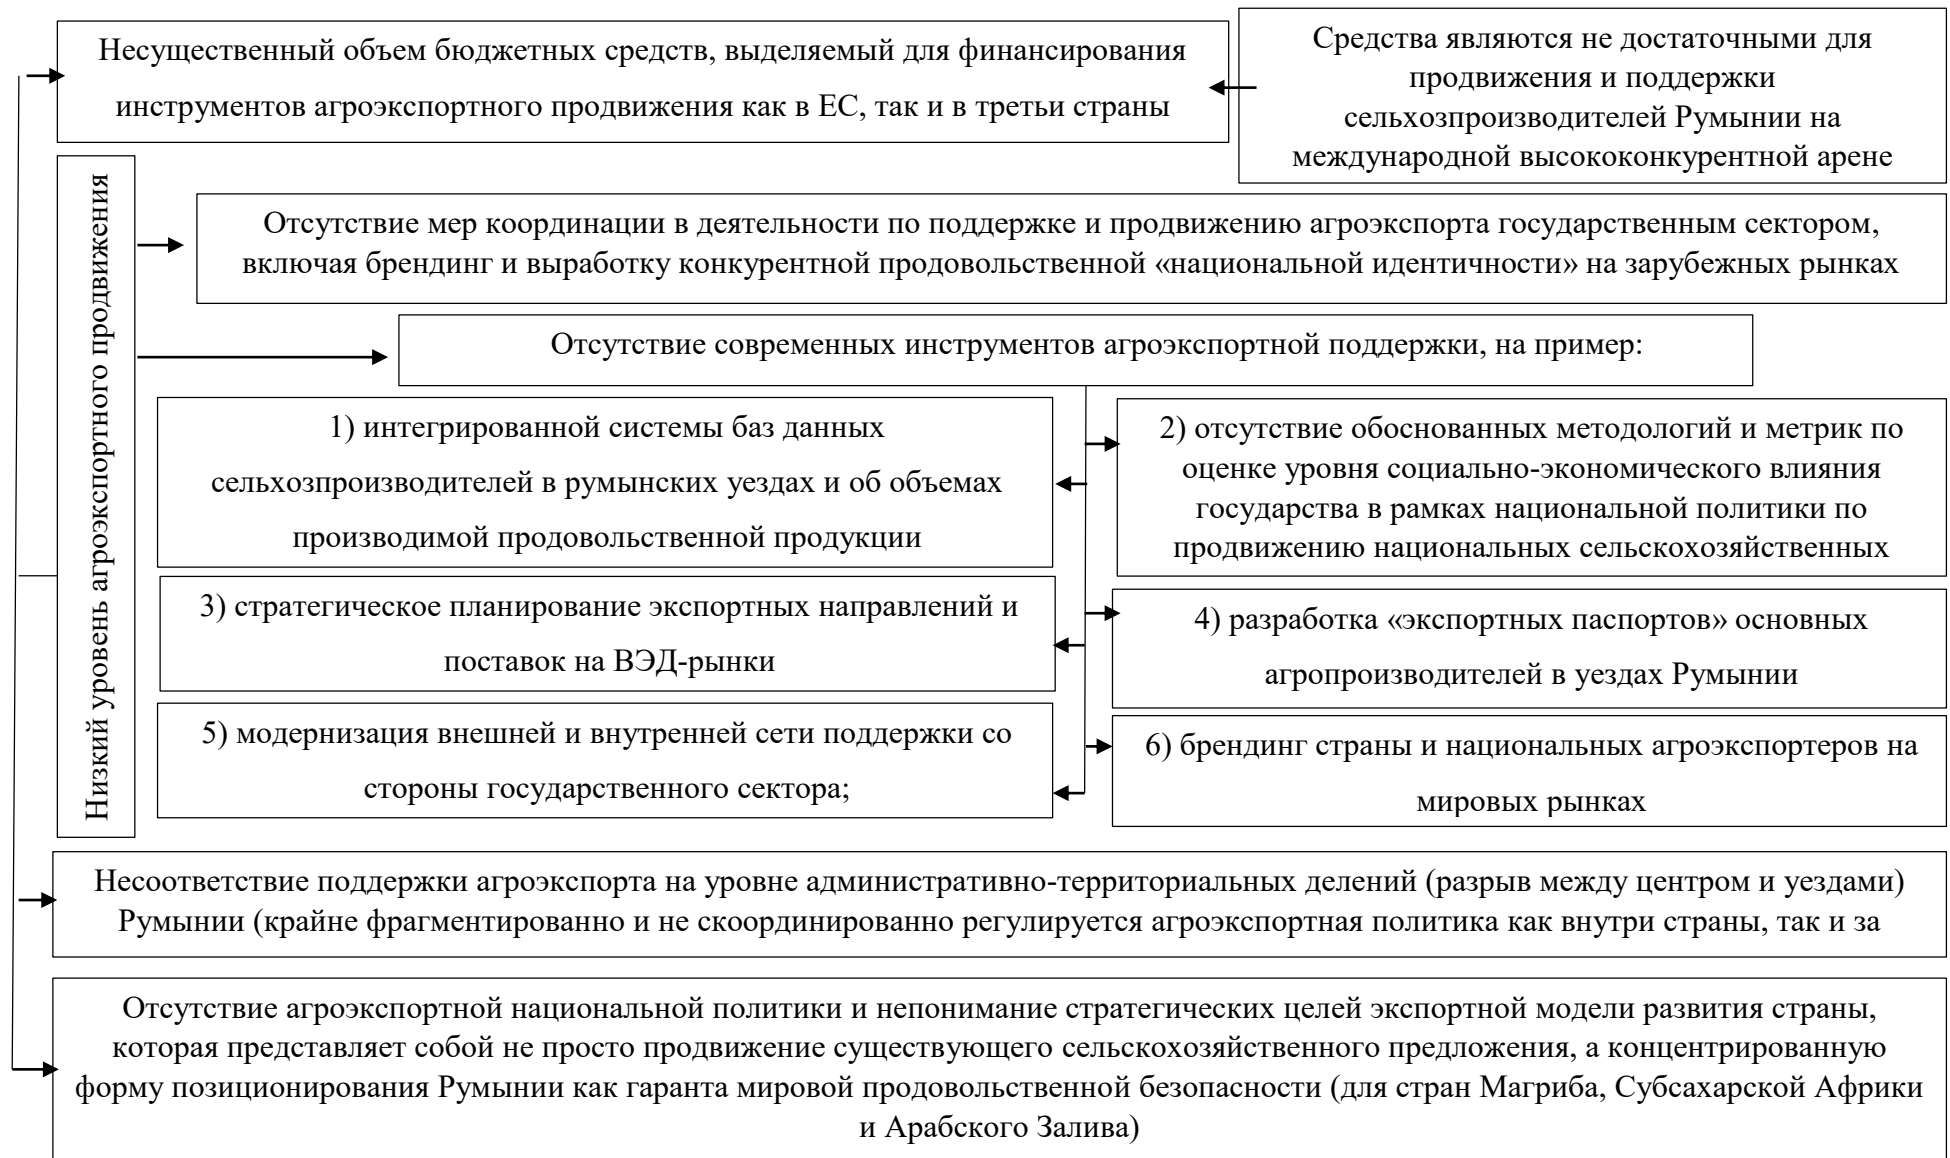 Несущественный объем бюджетных средств, выделяемый для финансирования
инструментов агроэкспортного продвижения как в ЕС, так и в третьи страны
Средства являются не достаточными для
продвижения и поддержки
сельхозпроизводителей Румынии на
международной высококонкурентной арене
Низкий уровень агроэкспортного продвижения
Отсутствие мер координации в деятельности по поддержке и продвижению агроэкспорта государственным сектором,
включая брендинг и выработку конкурентной продовольственной «национальной идентичности» на зарубежных рынках
Отсутствие современных инструментов агроэкспортной поддержки, на пример:
1) интегрированной системы баз данных
сельхозпроизводителей в румынских уездах и об объемах
производимой продовольственной продукции
2) отсутствие обоснованных методологий и метрик по
оценке уровня социально-экономического влияния
государства в рамках национальной политики по
продвижению национальных сельскохозяйственных
3) стратегическое планирование экспортных направлений и
поставок на ВЭД-рынки
4) разработка «экспортных паспортов» основных
агропроизводителей в уездах Румынии
5) модернизация внешней и внутренней сети поддержки со
стороны государственного сектора;
6) брендинг страны и национальных агроэкспортеров на
мировых рынках
Несоответствие поддержки агроэкспорта на уровне административно-территориальных делений (разрыв между центром и уездами)
Румынии (крайне фрагментированно и не скоординированно регулируется агроэкспортная политика как внутри страны, так и за
Отсутствие агроэкспортной национальной политики и непонимание стратегических целей экспортной модели развития страны,
которая представляет собой не просто продвижение существующего сельскохозяйственного предложения, а концентрированную
форму позиционирования Румынии как гаранта мировой продовольственной безопасности (для стран Магриба, Субсахарской Африки
и Арабского Залива)